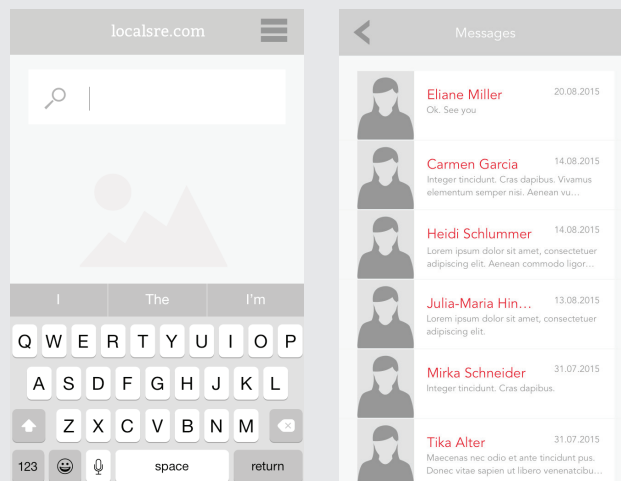 localsre.com
I The I'm
Q W E R T Y U I O P
A S D F G H J K L
Z X C V B N M
123 space return
Messages
Eliane Miller 20.08.2015
Ok. See you
Carmen Garcia 14.08.2015
Integer tincidunt. Cras dapibus. Vivamus
elementum semper nisi. Aenean vu...
Heidi Schlummer 14.08.2015
Lorem ipsum dolor sit amet, consectetuer
adipiscing elit. Aenean commodo ligor...
Julia-Maria Hin... 13.08.2015
Lorem ipsum dolor sit amet, consectetuer
adipiscing elit.
Mirka Schneider 31.07.2015
Integer tincidunt. Cras dapibus.
Tika Alter 31.07.2015
Maecenas nec odio et ante tincidunt pus.
Donec vitae sapien ut libero venenatcibu...